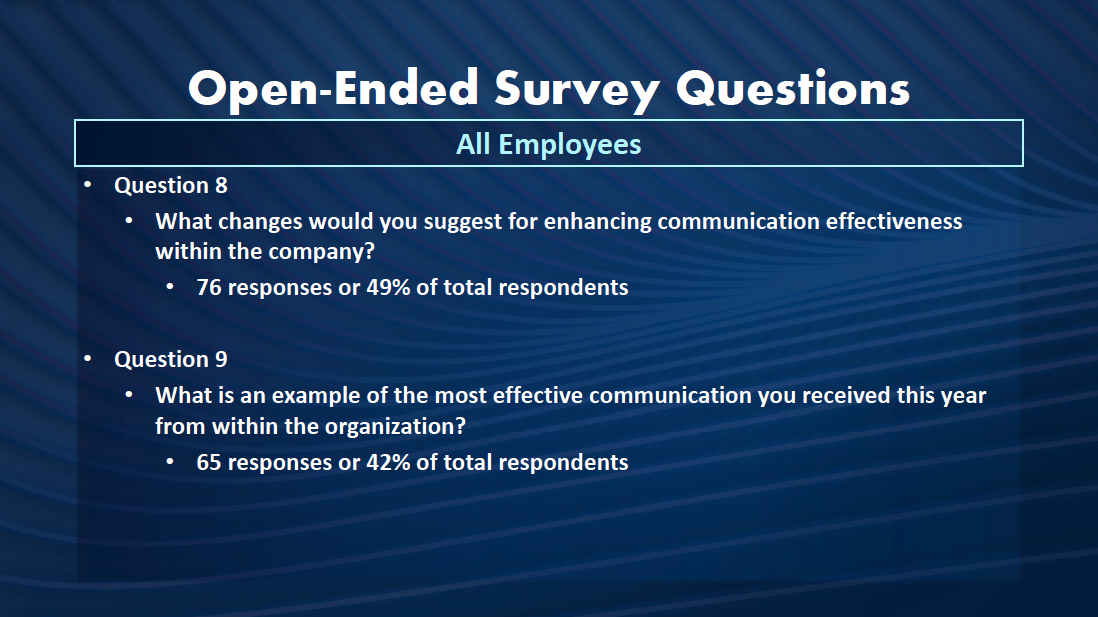 Open-Ended Survey Questions
All Employees
• Question 8
• What changes would you suggest for enhancing communication effectiveness
within the company?
• 76 responses or 49% of total respondents
• Question 9
• What is an example of the most effective communication you received this year
from within the organization?
• 65 responses or 42% of total respondents